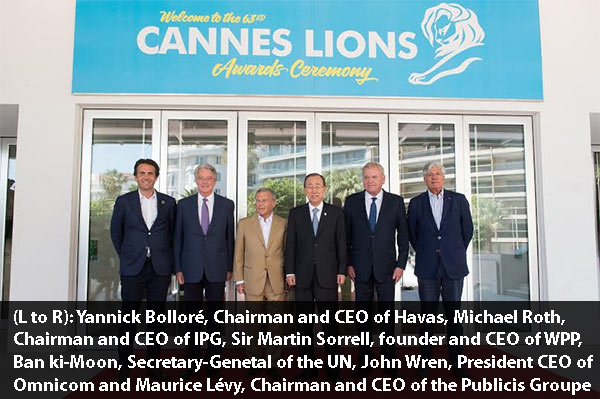 Welcome to the 63RD
CANNES LIONS
Awards Ceremony
(L to R): Yannick Bolloré, Chairman and CEO of Havas, Michael Roth,
Chairman and CEO of IPG, Sir Martin Sorrell, founder and CEO of WPP,
Ban ki-Moon, Secretary-Genetal of the UN, John Wren, President CEO of
Omnicom and Maurice Lévy, Chairman and CEO of the Publicis Groupe